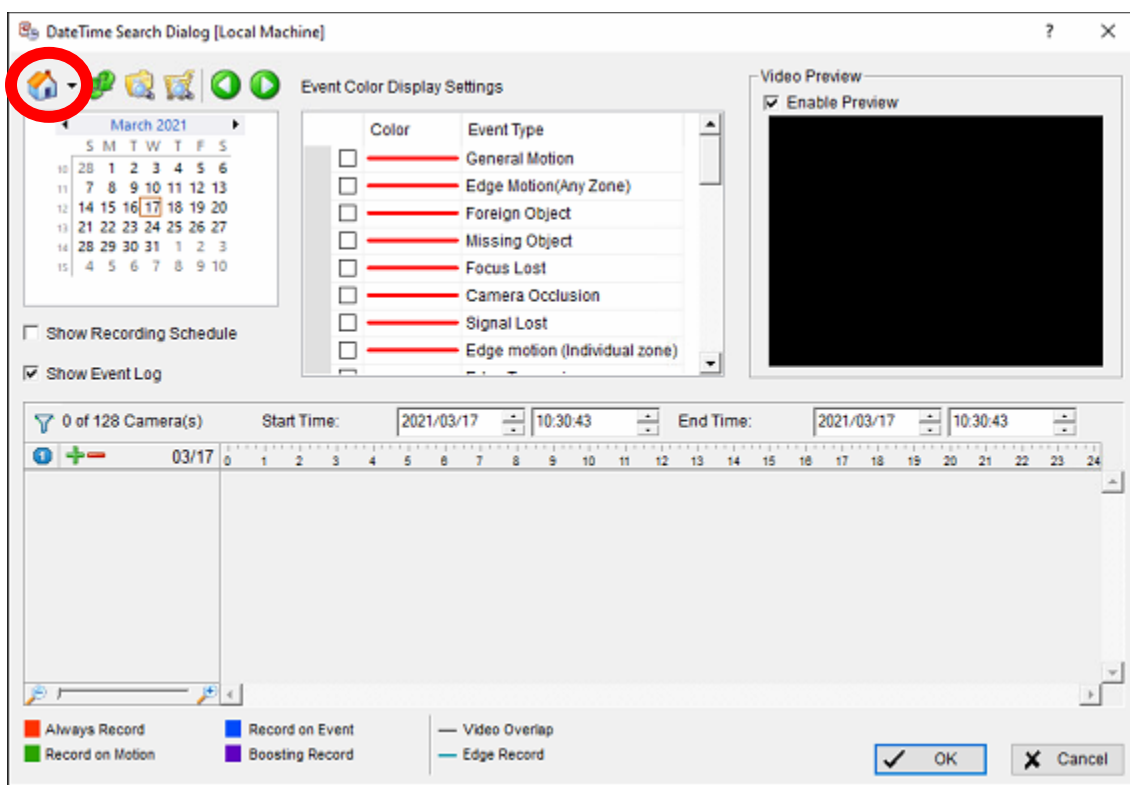 DateTime Search Dialog [Local Machine]
?
Event Color Display Settings
Video Preview
Enable Preview
March 2021
S M T W T F S
10 28 1 2 3 4 5 6
11 7 8 9 10 11 12 13
12 14 15 16 17 18 19 20
13 21 22 23 24 25 26 27
14 28 29 30 31 1 2 3
15 4 5 6 7 8 9 10
Show Recording Schedule
Show Event Log
Color Event Type
General Motion
Edge Motion(Any Zone)
Foreign Object
Missing Object
Focus Lost
Camera Occlusion
Signal Lost
Edge motion (Individual zone)
0 of 128 Camera(s) Start Time: 2021/03/17 10:30:43 End Time: 2021/03/17 10:30:43
1 03/17 0 1 2 3 4 5 6 7 8 9 10 11 12 13 14 15 16 17 18 19 20 21 22 23 24
Always Record Record on Event Video Overlap
Record on Motion Boosting Record Edge Record
OK Cancel